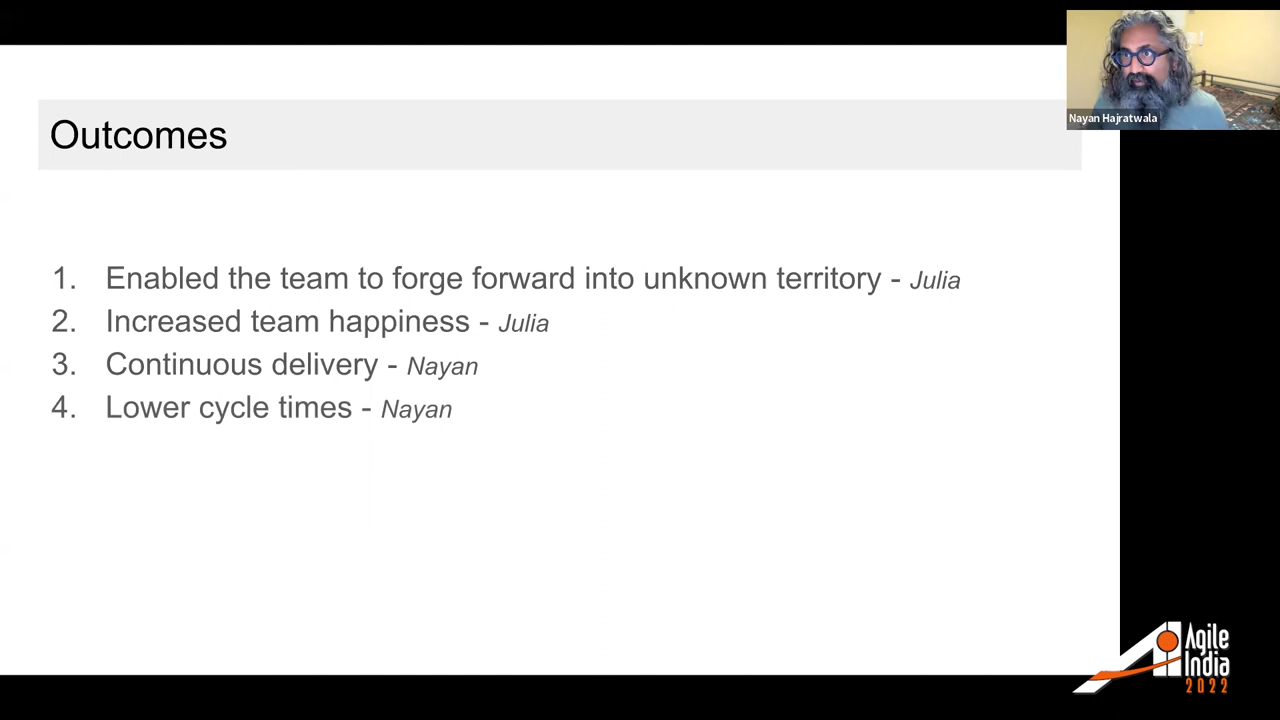 Outcomes
1. Enabled the team to forge forward into unknown territory - Julia
2. Increased team happiness - Julia
3. Continuous delivery - Nayan
4. Lower cycle times - Nayan
Nayan Hajratwala
Agile
India
2022